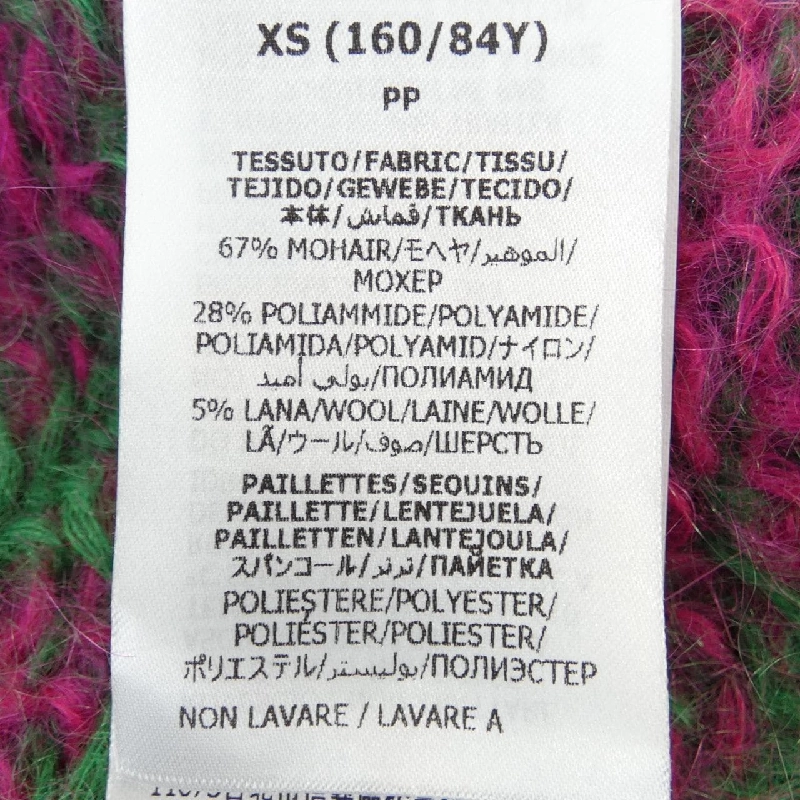 XS (160/84Y)
PP
TESSUTO/FABRIC/TISSU/
TEJIDO/GEWEBE/TECIDO/
本体/قماش/ТКАНЬ
67% MOHAIR/モヘヤ/الموهير/
МОХЕР
28% POLIAMMIDE/POLYAMIDE/
POLIAMIDA/POLYAMID/ナイロン/
بولي أميد/ПОЛИАМИД
5% LANA/WOOL/LAINE/WOLLE/
LÃ/ウール/صوف/ШЕРСТЬ
PAILLETTES/SEQUINS/
PAILLETTE/LENTEJUELA/
PAILLETTEN/LANTEJOULA/
スパンコール/ترتر/ПАЙЕТКА
POLIESTERE/POLYESTER/
POLIÉSTER/POLIESTER/
ポリエステル/بوليستر/ПОЛИЭСТЕР
NON LAVARE / LAVARE A